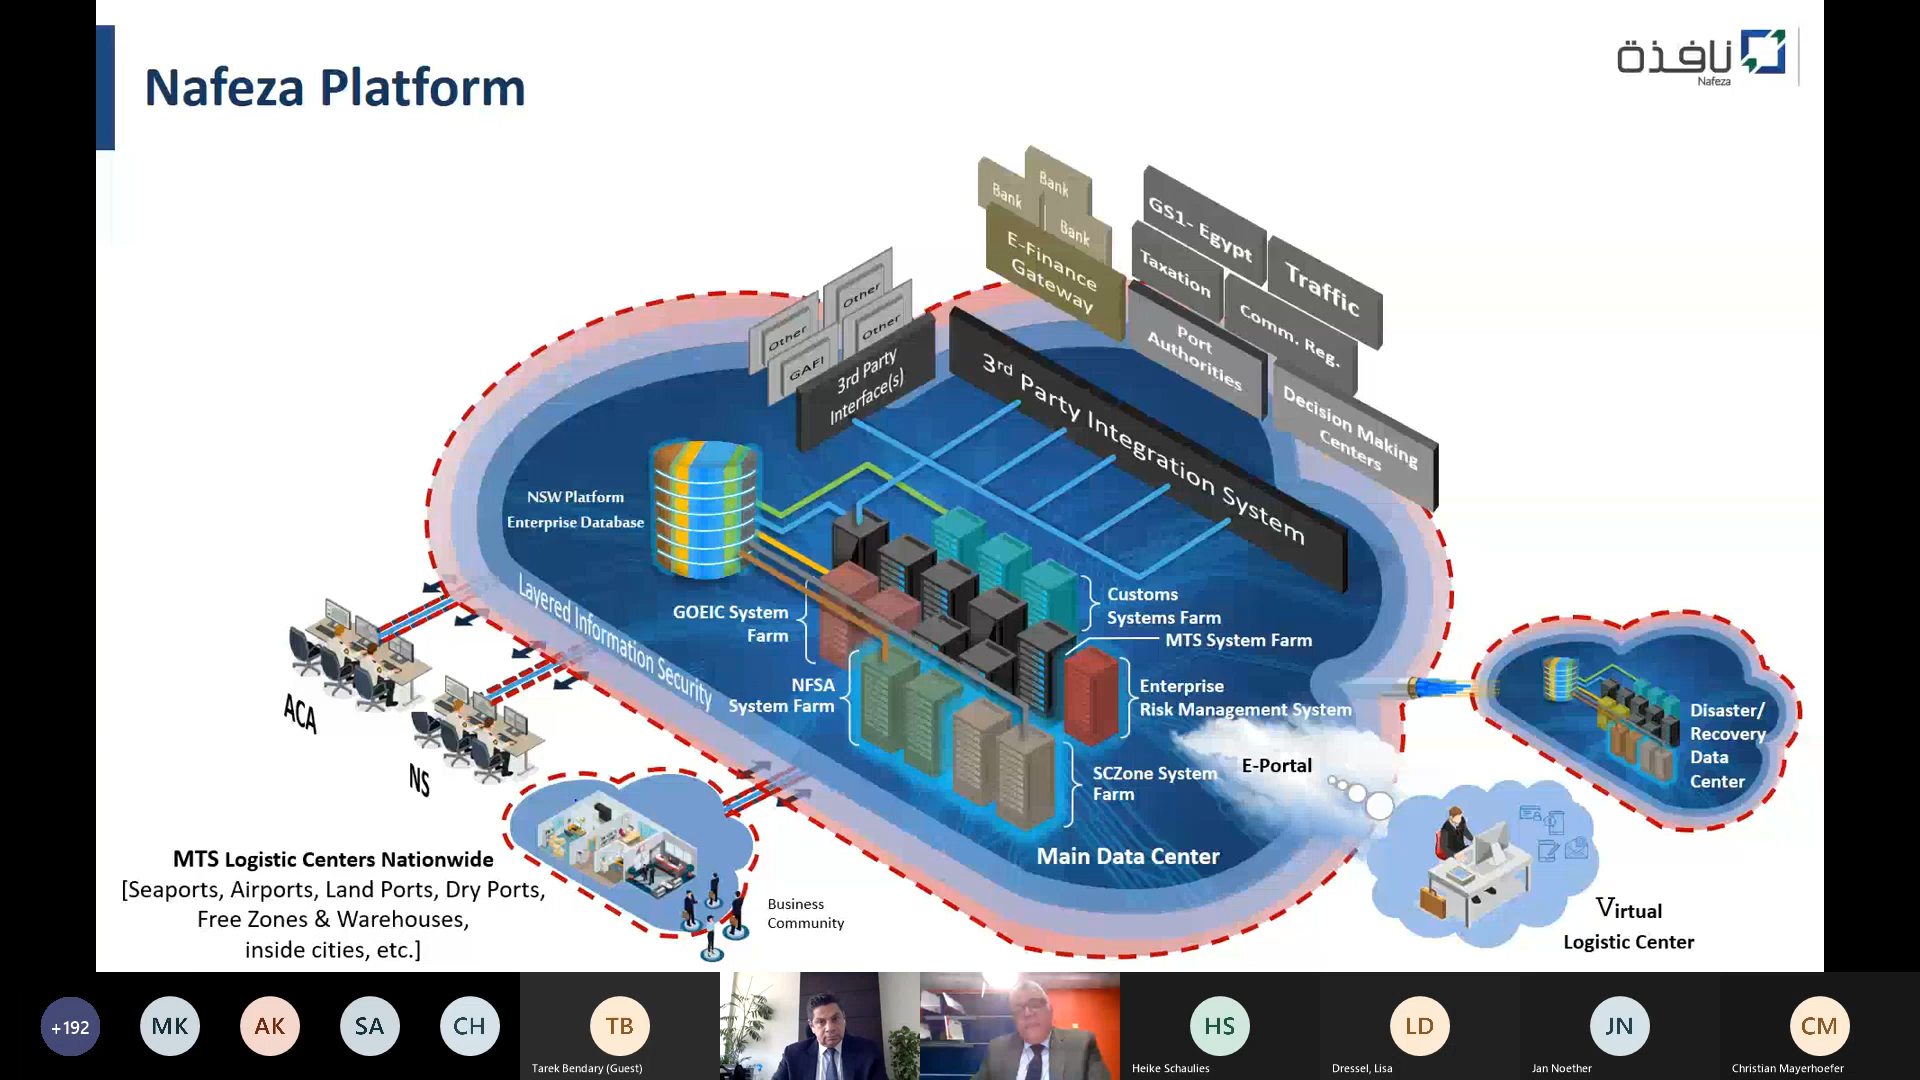 Nafeza Platform
نافذة
Nafeza
Bank
Bank
Bank
E-Finance
Gateway
GS1- Egypt
Taxation
Traffic
Comm. Reg.
Port
Authorities
Decision Making
Centers
Other
Other
Other
GAFI
3rd Party
Interface(s)
3rd Party Integration System
NSW Platform
Enterprise Database
Layered Information Security
GOEIC System
Farm
Customs
Systems Farm
MTS System Farm
NFSA
System Farm
Enterprise
Risk Management System
SCZone System
Farm
E-Portal
Main Data Center
Disaster/
Recovery
Data
Center
ACA
NS
MTS Logistic Centers Nationwide
[Seaports, Airports, Land Ports, Dry Ports,
Free Zones & Warehouses,
inside cities, etc.]
Business
Community
Virtual
Logistic Center
+192
MK
AK
SA
CH
TB
Tarek Bendary (Guest)
HS
Heike Schaulies
LD
Dressel, Lisa
JN
Jan Noether
CM
Christian Mayerhoefer